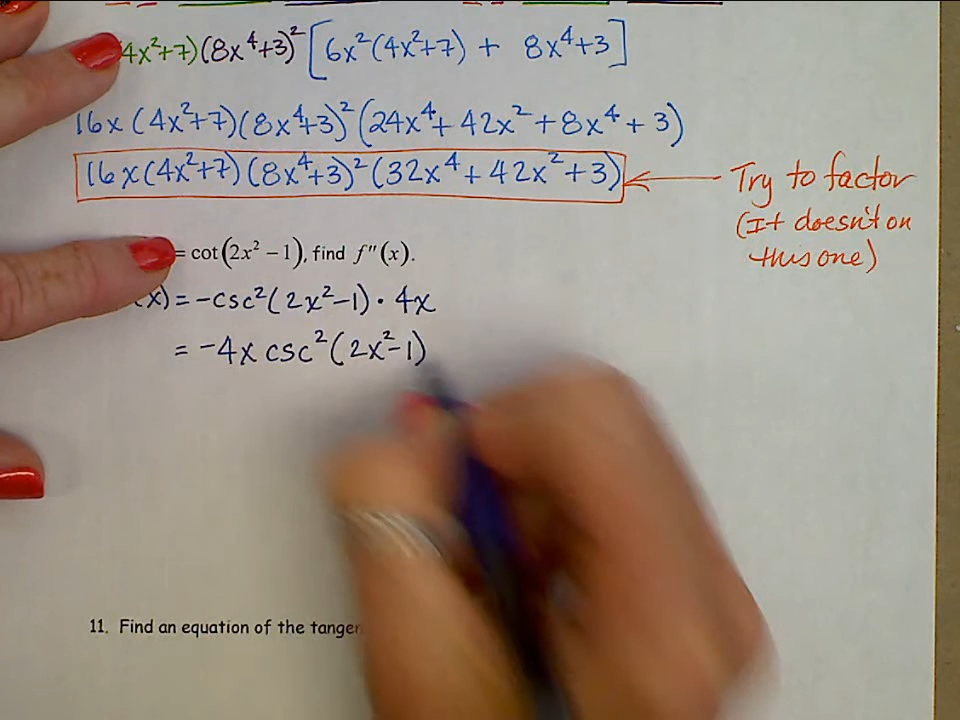 4x²+7)(8x⁴+3)²[6x²(4x²+7) + 8x⁴+3]
16x(4x²+7)(8x⁴+3)²(24x⁴+42x²+8x⁴+3)
16x(4x²+7)(8x⁴+3)²(32x⁴+42x²+3)
Try to factor
(It doesn't on
this one)
= cot(2x² − 1), find f″(x).
(x) = −csc²(2x²−1)·4x
= −4x csc²(2x²−1)
11. Find an equation of the